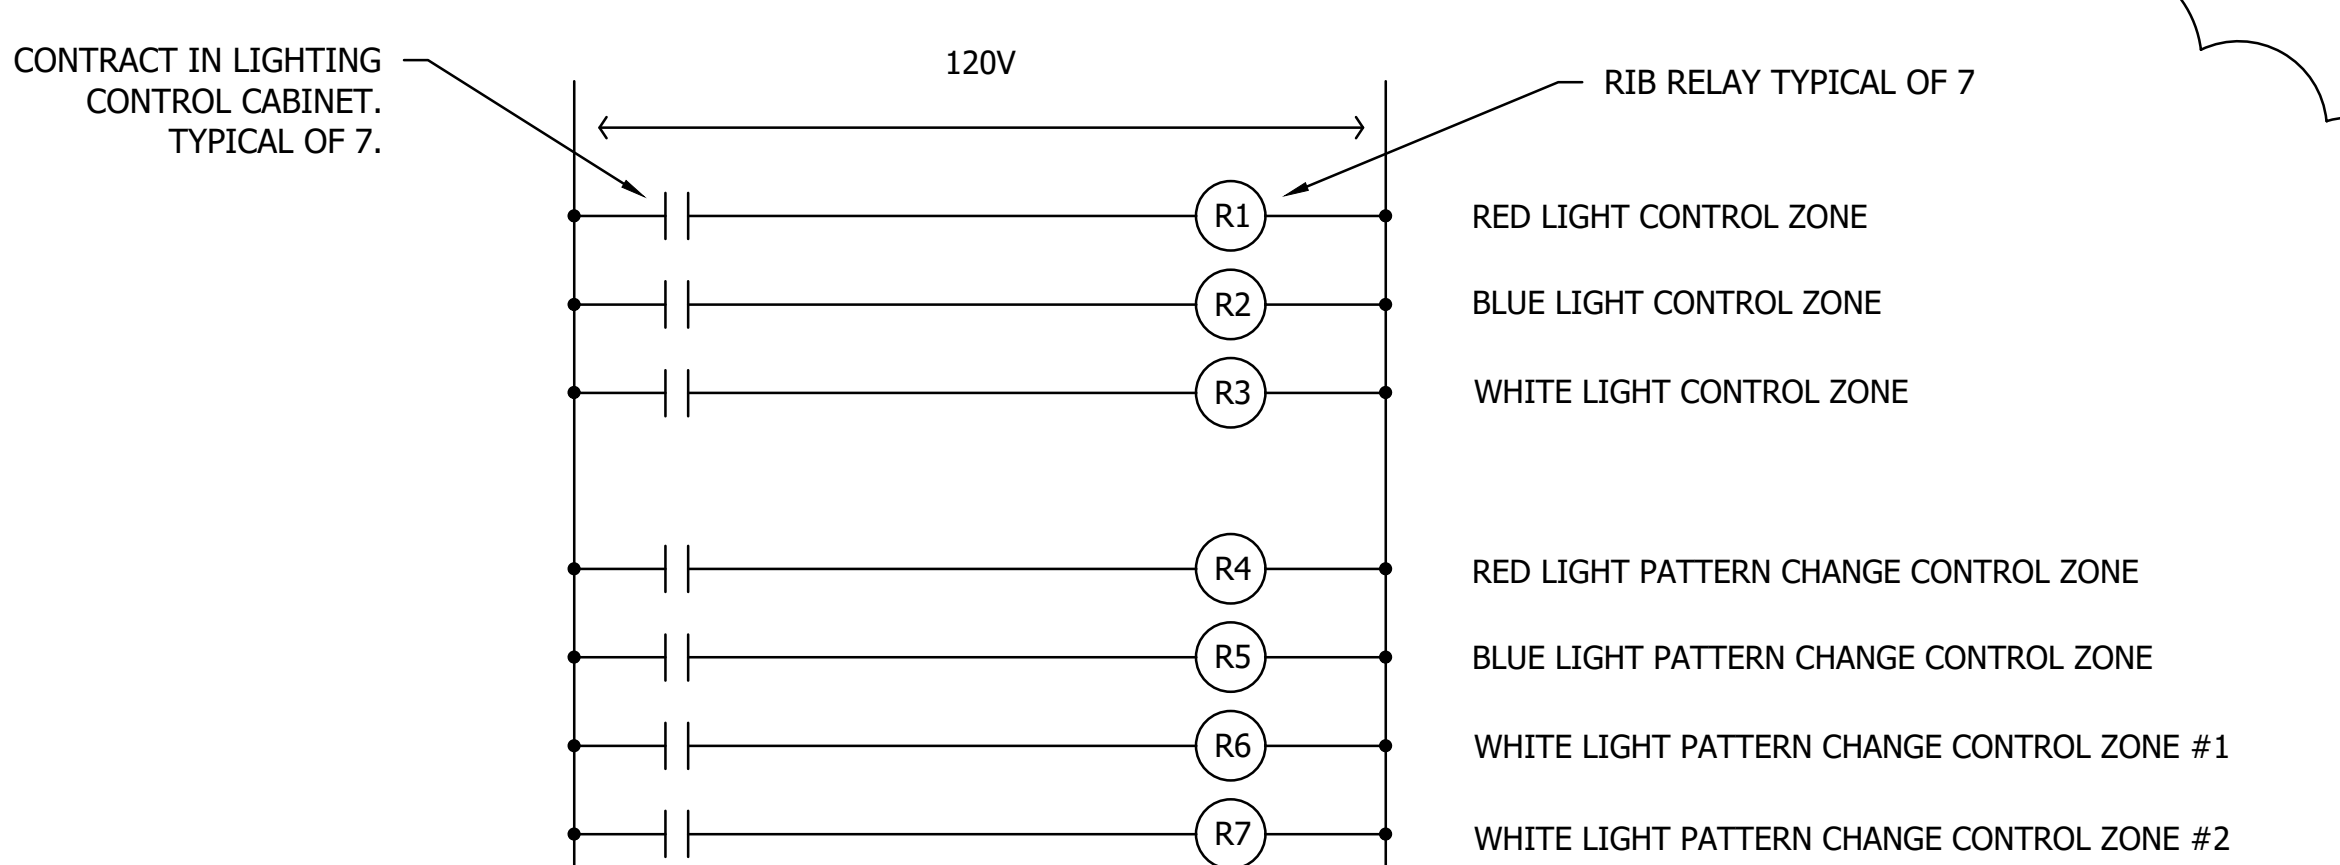 CONTRACT IN LIGHTING
CONTROL CABINET.
TYPICAL OF 7.
120V
RIB RELAY TYPICAL OF 7
R1
RED LIGHT CONTROL ZONE
R2
BLUE LIGHT CONTROL ZONE
R3
WHITE LIGHT CONTROL ZONE
R4
RED LIGHT PATTERN CHANGE CONTROL ZONE
R5
BLUE LIGHT PATTERN CHANGE CONTROL ZONE
R6
WHITE LIGHT PATTERN CHANGE CONTROL ZONE #1
R7
WHITE LIGHT PATTERN CHANGE CONTROL ZONE #2